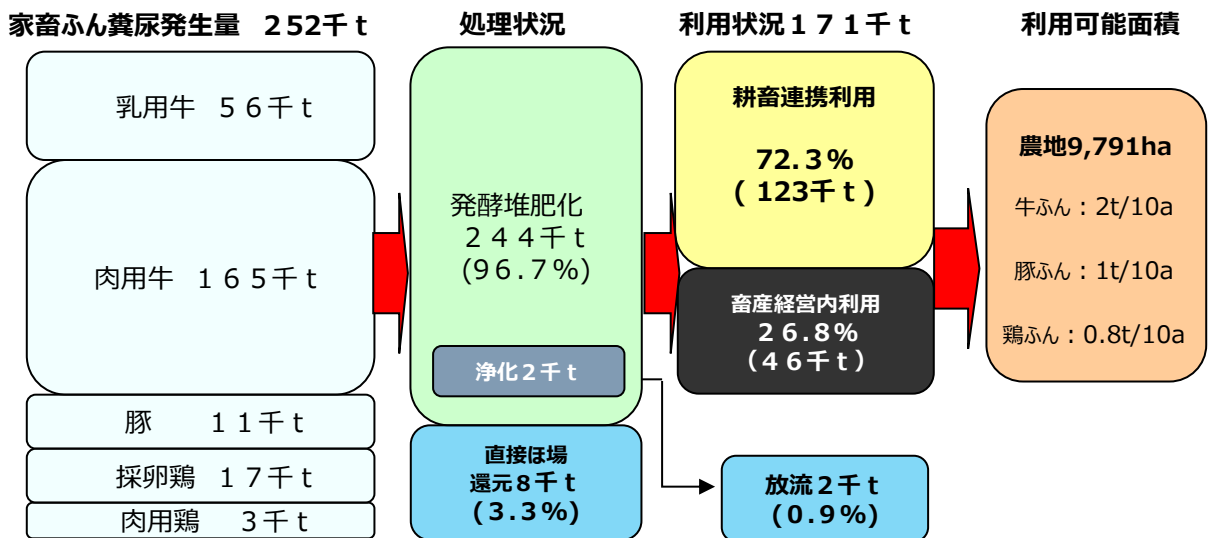 家畜ふん糞尿発生量 252千ｔ
乳用牛 ５６千ｔ
肉用牛 １６５千ｔ
豚 １１千ｔ
採卵鶏 １７千ｔ
肉用鶏 ３千ｔ
処理状況
発酵堆肥化
２４４千ｔ
(96.7%)
浄化２千ｔ
直接ほ場
還元８千ｔ
(3.3%)
利用状況１７１千ｔ
耕畜連携利用
72.3%
( 123千ｔ)
畜産経営内利用
２６.８%
(４６千ｔ)
放流２千ｔ
(0.9%)
利用可能面積
農地9,791ha
牛ふん：2t/10a
豚ふん：1t/10a
鶏ふん：0.8t/10a